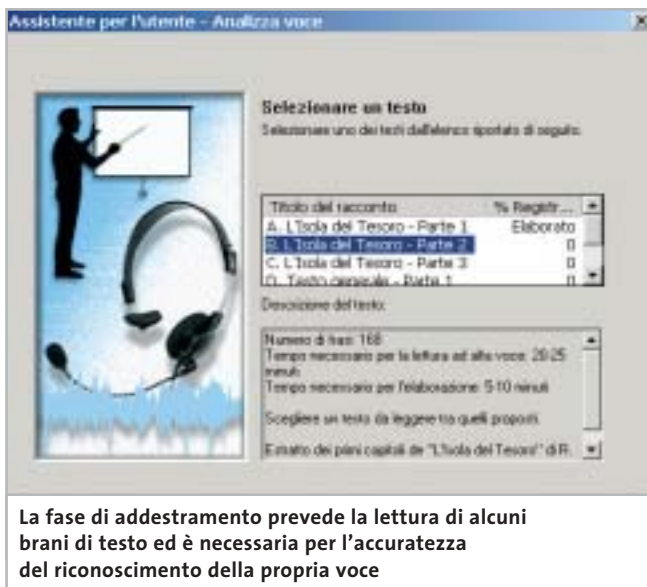 Assistente per l'utente - Analizza voce
Selezionare un testo
Selezionare uno dei testi dall'elenco riportato di seguito.
Titolo del racconto % Registr...
A. L'Isola del Tesoro - Parte 1 Elaborato
B. L'Isola del Tesoro - Parte 2 0
C. L'Isola del Tesoro - Parte 3 0
D. Testo generale - Parte 1 0
Descrizione del testo:
Numero di frasi: 168
Tempo necessario per la lettura ad alta voce: 20-25
minuti
Tempo necessario per l'elaborazione: 5-10 minuti
Scegliere un testo da leggere tra quelli proposti.
Estratto dei primi capitoli de "L'Isola del Tesoro" di R.
La fase di addestramento prevede la lettura di alcuni
brani di testo ed è necessaria per l'accuratezza
del riconoscimento della propria voce